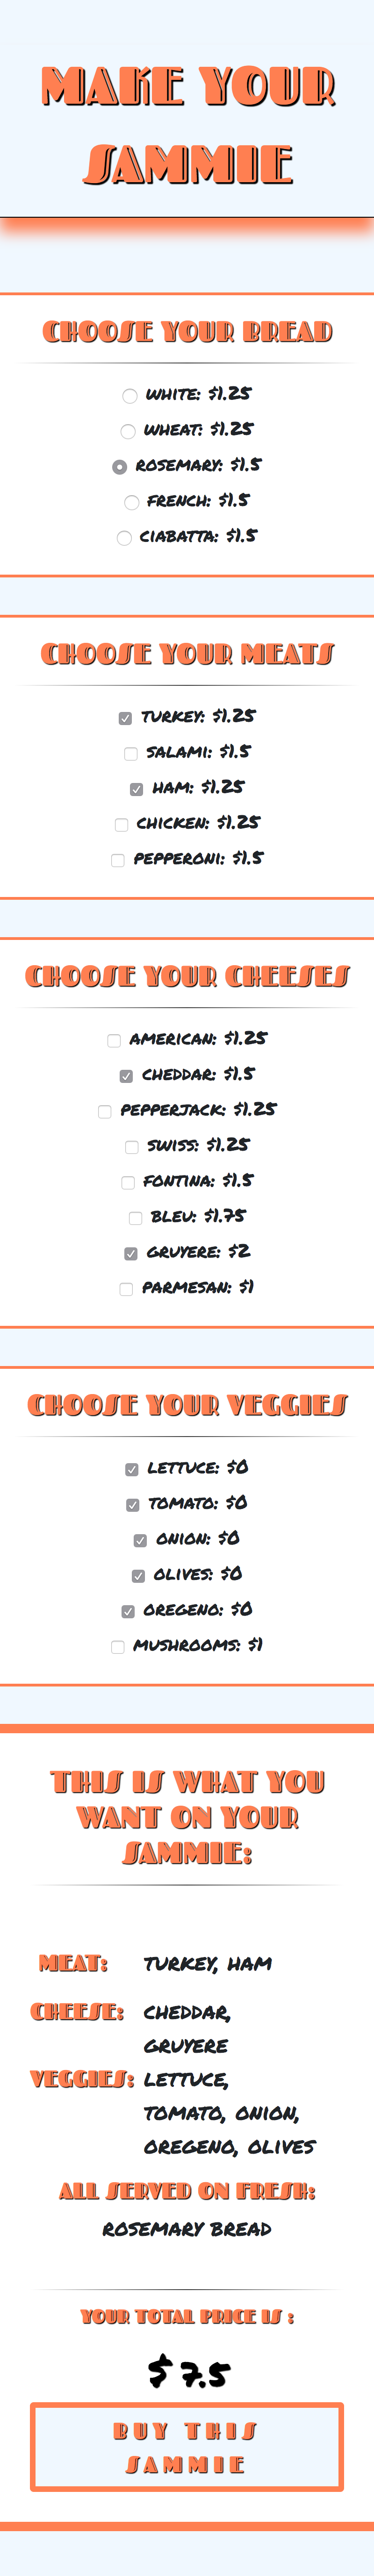 MAKE YOUR
SAMMIE
CHOOSE YOUR BREAD
WHITE: $1.25
WHEAT: $1.25
ROSEMARY: $1.5
FRENCH: $1.5
CIABATTA: $1.5
CHOOSE YOUR MEATS
TURKEY: $1.25
SALAMI: $1.5
HAM: $1.25
CHICKEN: $1.25
PEPPERONI: $1.5
CHOOSE YOUR CHEESES
AMERICAN: $1.25
CHEDDAR: $1.5
PEPPERJACK: $1.25
SWISS: $1.25
FONTINA: $1.5
BLEU: $1.75
GRUYERE: $2
PARMESAN: $1
CHOOSE YOUR VEGGIES
LETTUCE: $0
TOMATO: $0
ONION: $0
OLIVES: $0
OREGENO: $0
MUSHROOMS: $1
THIS IS WHAT YOU
WANT ON YOUR
SAMMIE:
MEAT: TURKEY, HAM
CHEESE: CHEDDAR,
GRUYERE
VEGGIES: LETTUCE,
TOMATO, ONION,
OREGENO, OLIVES
ALL SERVED ON FRESH:
ROSEMARY BREAD
YOUR TOTAL PRICE IS :
$ 7.5
BUY THIS
SAMMIE